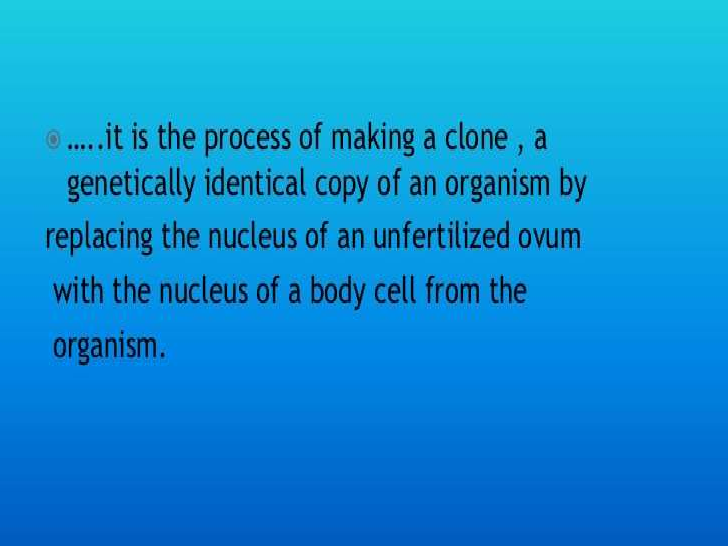 …..it is the process of making a clone , a
genetically identical copy of an organism by
replacing the nucleus of an unfertilized ovum
with the nucleus of a body cell from the
organism.